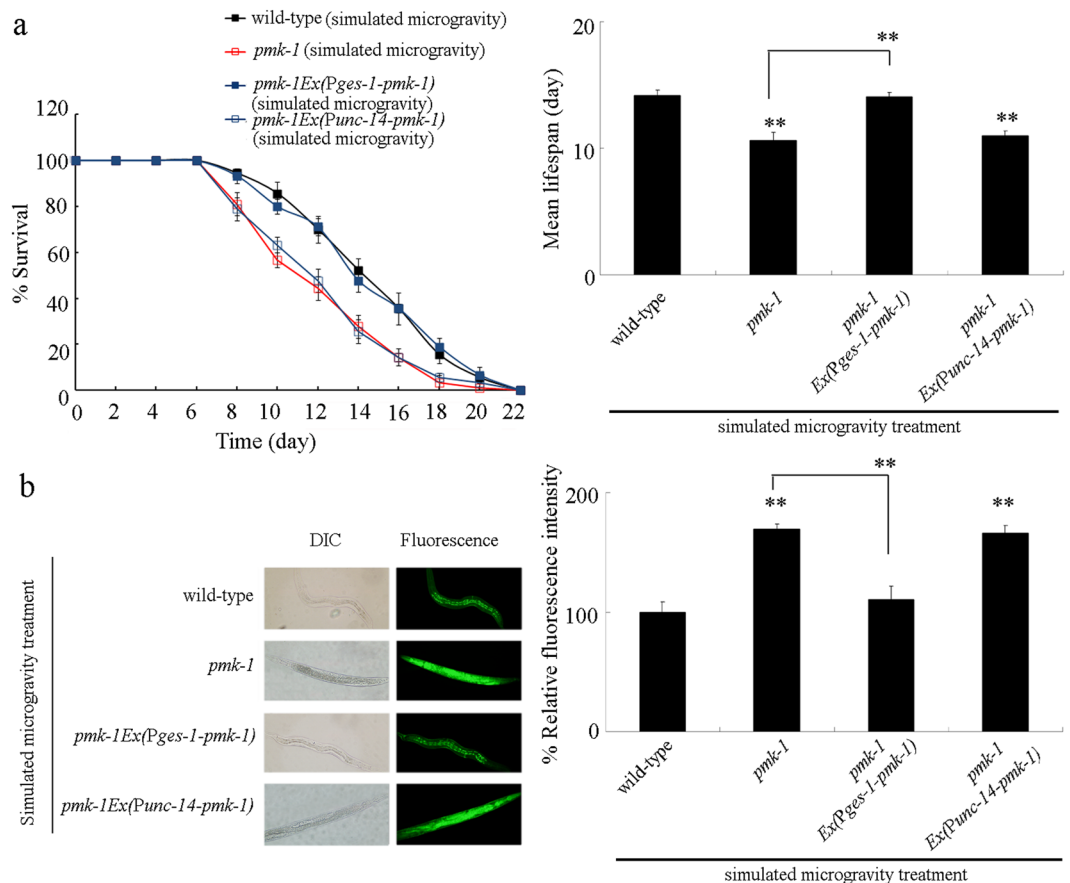 a
wild-type (simulated microgravity)
pmk-1 (simulated microgravity)
pmk-1Ex(Pges-1-pmk-1)
(simulated microgravity)
pmk-1Ex(Punc-14-pmk-1)
(simulated microgravity)
% Survival
120
100
80
60
40
20
0
0 2 4 6 8 10 12 14 16 18 20 22
Time (day)
Mean lifespan (day)
20
10
0
**
**
**
wild-type
pmk-1
pmk-1
Ex(Pges-1-pmk-1)
pmk-1
Ex(Punc-14-pmk-1)
simulated microgravity treatment
b
Simulated microgravity treatment
DIC Fluorescence
wild-type
pmk-1
pmk-1Ex(Pges-1-pmk-1)
pmk-1Ex(Punc-14-pmk-1)
% Relative fluorescence intensity
200
100
0
**
**
**
wild-type
pmk-1
pmk-1
Ex(Pges-1-pmk-1)
pmk-1
Ex(Punc-14-pmk-1)
simulated microgravity treatment